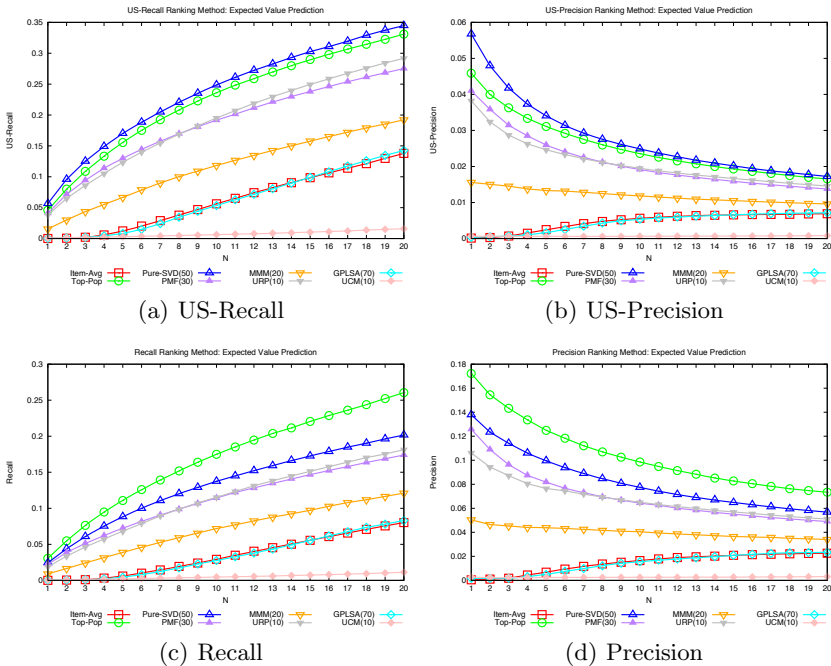 US-Recall Ranking Method: Expected Value Prediction
US-Recall
0.35
0.3
0.25
0.2
0.15
0.1
0.05
0
1 2 3 4 5 6 7 8 9 10 11 12 13 14 15 16 17 18 19 20
N
Item-Avg Pure-SVD(50) MMM(20) GPLSA(70)
Top-Pop PMF(30) URP(10) UCM(10)
(a) US-Recall
US-Precision Ranking Method: Expected Value Prediction
US-Precision
0.06
0.05
0.04
0.03
0.02
0.01
0
1 2 3 4 5 6 7 8 9 10 11 12 13 14 15 16 17 18 19 20
N
Item-Avg Pure-SVD(50) MMM(20) GPLSA(70)
Top-Pop PMF(30) URP(10) UCM(10)
(b) US-Precision
Recall Ranking Method: Expected Value Prediction
Recall
0.3
0.25
0.2
0.15
0.1
0.05
0
1 2 3 4 5 6 7 8 9 10 11 12 13 14 15 16 17 18 19 20
N
Item-Avg Pure-SVD(50) MMM(20) GPLSA(70)
Top-Pop PMF(30) URP(10) UCM(10)
(c) Recall
Precision Ranking Method: Expected Value Prediction
Precision
0.18
0.16
0.14
0.12
0.1
0.08
0.06
0.04
0.02
0
1 2 3 4 5 6 7 8 9 10 11 12 13 14 15 16 17 18 19 20
N
Item-Avg Pure-SVD(50) MMM(20) GPLSA(70)
Top-Pop PMF(30) URP(10) UCM(10)
(d) Precision